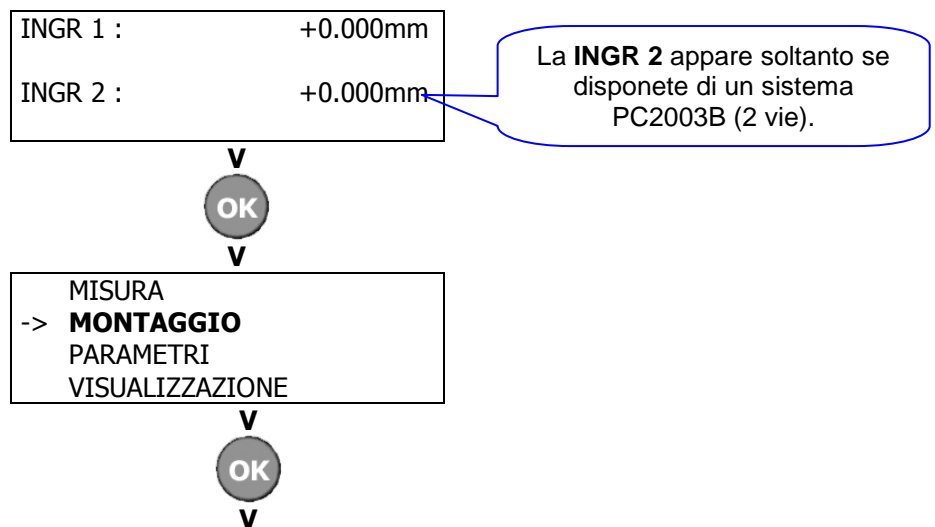 INGR 1 : +0.000mm
La INGR 2 appare soltanto se
disponete di un sistema
PC2003B (2 vie).
INGR 2 : +0.000mm
v
OK
v
MISURA
-> MONTAGGIO
PARAMETRI
VISUALIZZAZIONE
v
OK
v